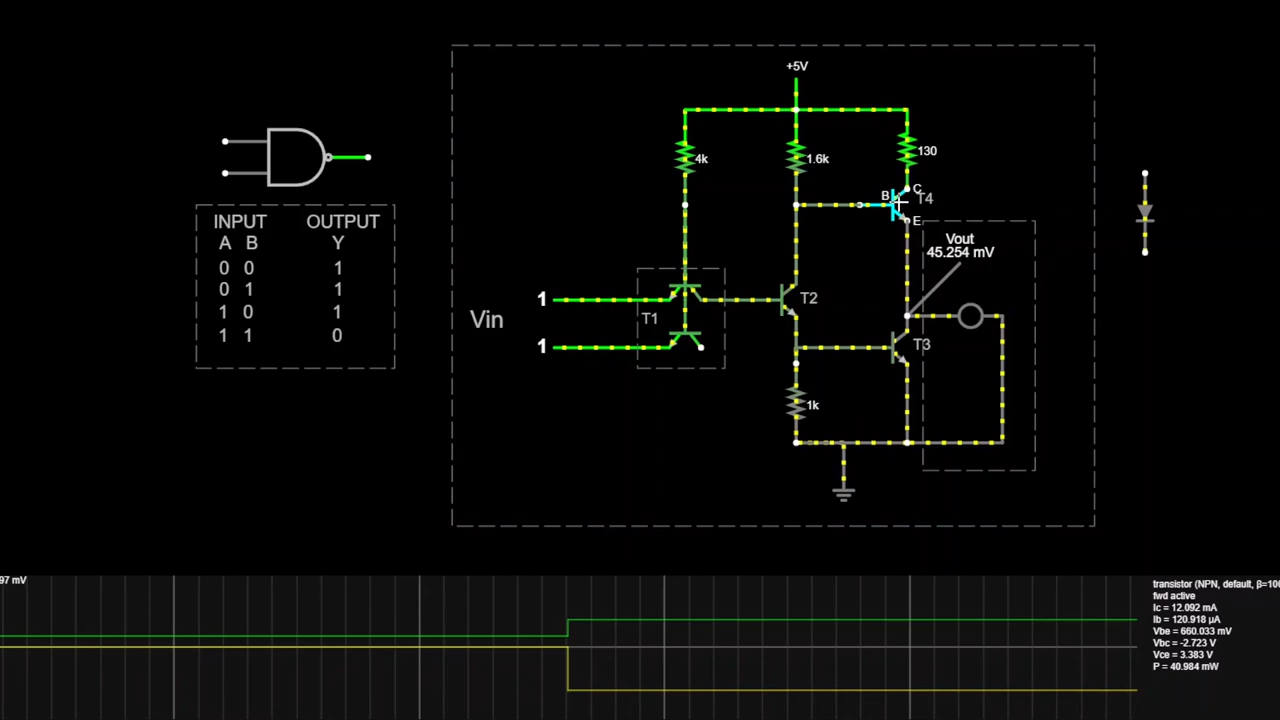 +5V
4k
1.6k
130
C
B
T4
E
INPUT OUTPUT
A B Y
0 0 1
0 1 1
1 0 1
1 1 0
Vout
45.254 mV
1
T2
Vin
T1
1
T3
1k
97 mV
transistor (NPN, default, β=100
fwd active
Ic = 12.092 mA
Ib = 120.918 μA
Vbe = 660.033 mV
Vbc = -2.723 V
Vce = 3.383 V
P = 40.984 mW